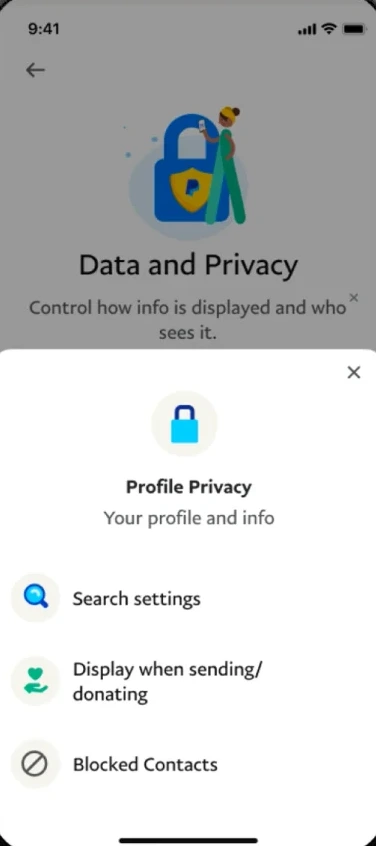 9:41
Data and Privacy
Control how info is displayed and who
sees it.
Profile Privacy
Your profile and info
Search settings
Display when sending/
donating
Blocked Contacts